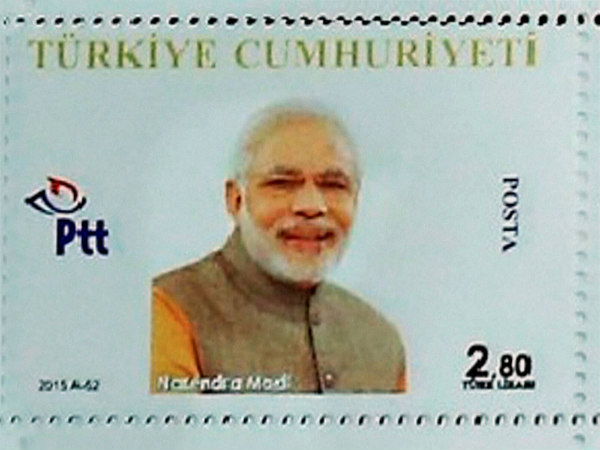 TÜRKİYE CUMHURİYETİ
Ptt
POSTA
Narendra Modi
2015 A-62
2.80
TÜRK LİRASI